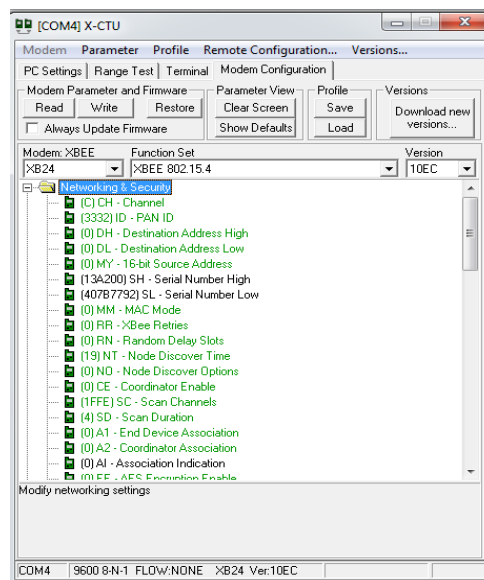 [COM4] X-CTU
Modem Parameter Profile Remote Configuration... Versions...
PC Settings Range Test Terminal Modem Configuration
Modem Parameter and Firmware Parameter View Profile Versions
Read Write Restore Clear Screen Save Download new versions...
Always Update Firmware Show Defaults Load
Modem: XBEE Function Set Version
XB24 XBEE 802.15.4 10EC
Networking & Security
(C) CH - Channel
(3332) ID - PAN ID
(0) DH - Destination Address High
(0) DL - Destination Address Low
(0) MY - 16-bit Source Address
(13A200) SH - Serial Number High
(407B7792) SL - Serial Number Low
(0) MM - MAC Mode
(0) RR - XBee Retries
(0) RN - Random Delay Slots
(19) NT - Node Discover Time
(0) NO - Node Discover Options
(0) CE - Coordinator Enable
(1FFE) SC - Scan Channels
(4) SD - Scan Duration
(0) A1 - End Device Association
(0) A2 - Coordinator Association
(0) AI - Association Indication
(0) EE - AES Encryption Enable
Modify networking settings
COM4 9600 8-N-1 FLOW:NONE XB24 Ver:10EC